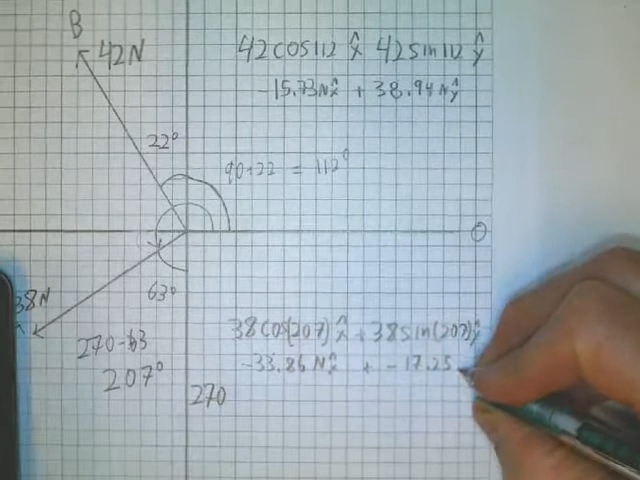 B
42N
42cos112 x̂ 42sin112 ŷ
-15.73Nx̂ + 38.94Nŷ
22°
90+22 = 112°
0
63°
38N
270-63
207°
270
38cos(207)x̂ + 38sin(207)ŷ
-33.86Nx̂ + -17.25